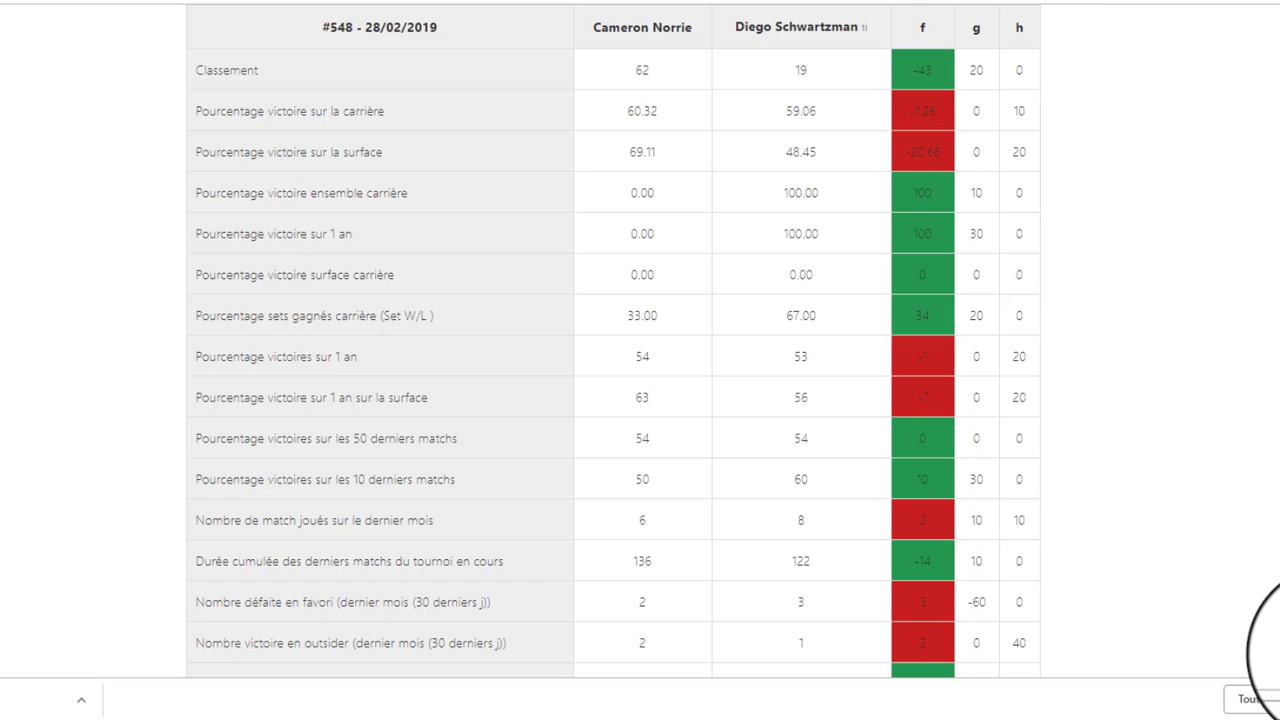 #548 - 28/02/2019 Cameron Norrie Diego Schwartzman ti f g h
Classement 62 19 -43 20 0
Pourcentage victoire sur la carrière 60.32 59.06 -1.26 0 10
Pourcentage victoire sur la surface 69.11 48.45 -20.66 0 20
Pourcentage victoire ensemble carrière 0.00 100.00 100 10 0
Pourcentage victoire sur 1 an 0.00 100.00 100 30 0
Pourcentage victoire surface carrière 0.00 0.00 0 0 0
Pourcentage sets gagnés carrière (Set W/L ) 33.00 67.00 34 20 0
Pourcentage victoires sur 1 an 54 53 -1 0 20
Pourcentage victoire sur 1 an sur la surface 63 56 -7 0 20
Pourcentage victoires sur les 50 derniers matchs 54 54 0 0 0
Pourcentage victoires sur les 10 derniers matchs 50 60 10 30 0
Nombre de match joués sur le dernier mois 6 8 2 10 10
Durée cumulée des derniers matchs du tournoi en cours 136 122 -14 10 0
Nombre défaite en favori (dernier mois (30 derniers j)) 2 3 3 -60 0
Nombre victoire en outsider (dernier mois (30 derniers j)) 2 1 2 0 40